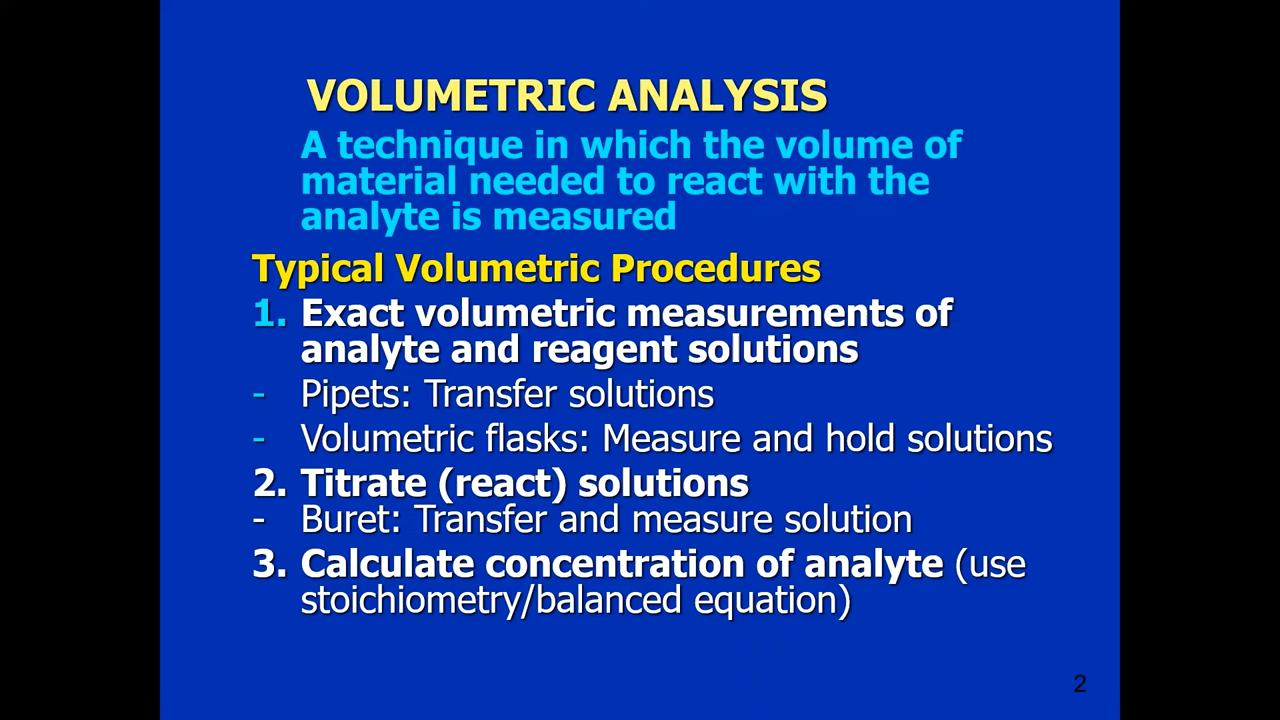 VOLUMETRIC ANALYSIS
A technique in which the volume of
material needed to react with the
analyte is measured
Typical Volumetric Procedures
1. Exact volumetric measurements of
analyte and reagent solutions
- Pipets: Transfer solutions
- Volumetric flasks: Measure and hold solutions
2. Titrate (react) solutions
- Buret: Transfer and measure solution
3. Calculate concentration of analyte (use
stoichiometry/balanced equation)
2